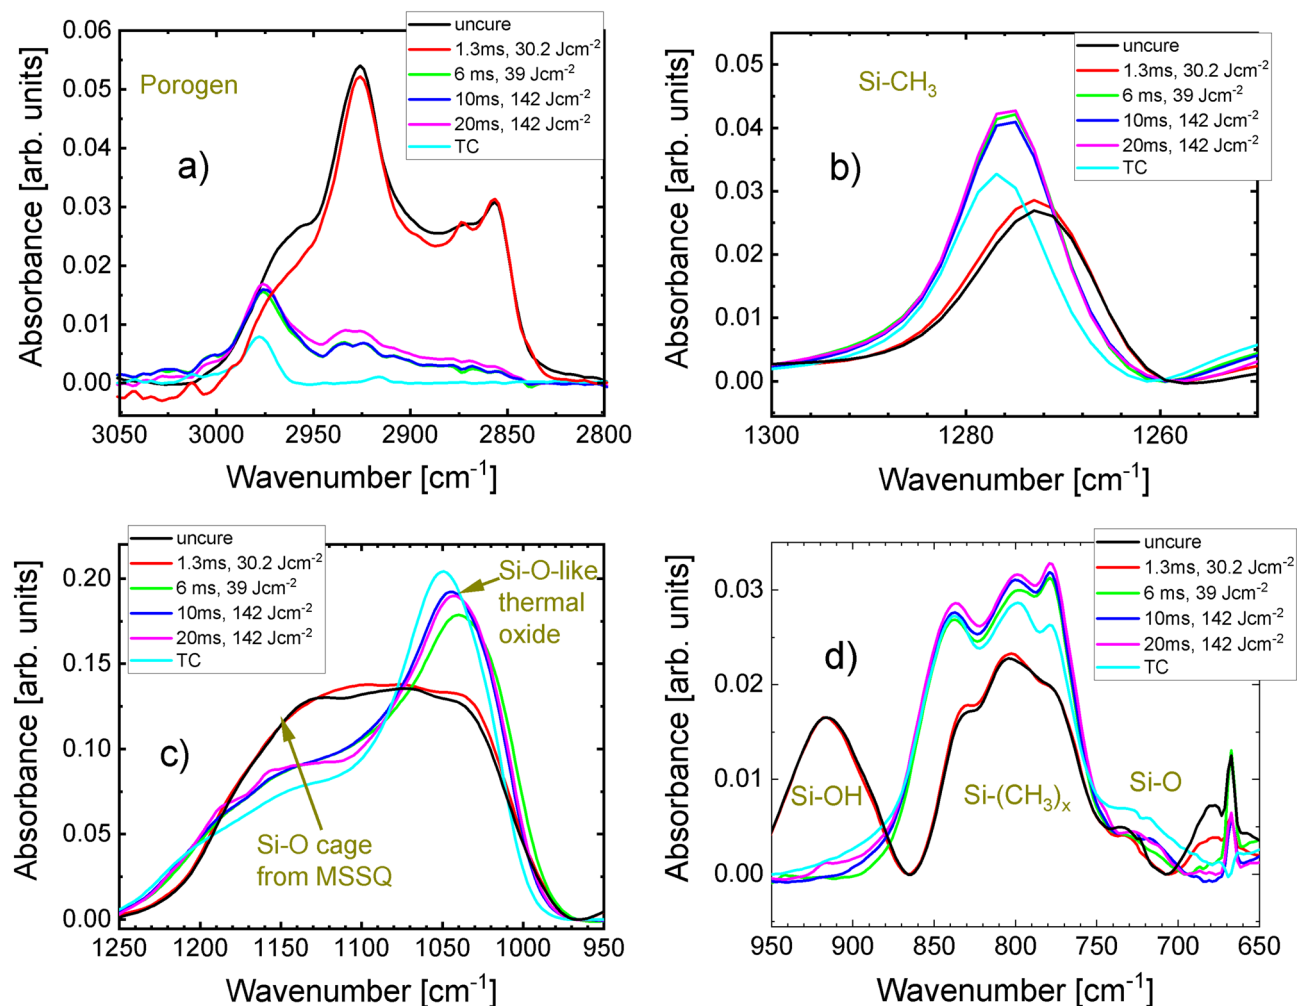 uncure
1.3ms, 30.2 Jcm-2
6 ms, 39 Jcm-2
10ms, 142 Jcm-2
20ms, 142 Jcm-2
TC
Porogen
a)
0.06
0.05
0.04
0.03
0.02
0.01
0.00
Absorbance [arb. units]
3050 3000 2950 2900 2850 2800
Wavenumber [cm-1]
uncure
1.3ms, 30.2 Jcm-2
6 ms, 39 Jcm-2
10ms, 142 Jcm-2
20ms, 142 Jcm-2
TC
Si-CH3
b)
0.05
0.04
0.03
0.02
0.01
0.00
Absorbance [arb. units]
1300 1280 1260
Wavenumber [cm-1]
uncure
1.3ms, 30.2 Jcm-2
6 ms, 39 Jcm-2
10ms, 142 Jcm-2
20ms, 142 Jcm-2
TC
Si-O-like
thermal
oxide
c)
Si-O cage
from MSSQ
0.20
0.15
0.10
0.05
0.00
Absorbance [arb. units]
1250 1200 1150 1100 1050 1000 950
Wavenumber [cm-1]
uncure
1.3ms, 30.2 Jcm-2
6 ms, 39 Jcm-2
10ms, 142 Jcm-2
20ms, 142 Jcm-2
TC
d)
Si-OH
Si-(CH3)x
Si-O
0.03
0.02
0.01
0.00
Absorbance [arb. units]
950 900 850 800 750 700 650
Wavenumber [cm-1]